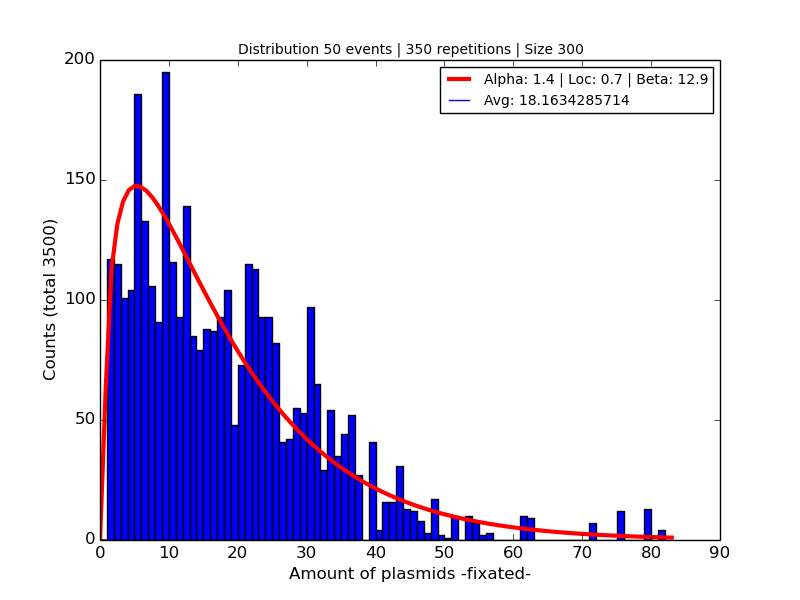 Distribution 50 events | 350 repetitions | Size 300
Alpha: 1.4 | Loc: 0.7 | Beta: 12.9
Avg: 18.1634285714
200
150
100
50
0
Counts (total 3500)
0 10 20 30 40 50 60 70 80 90
Amount of plasmids -fixated-